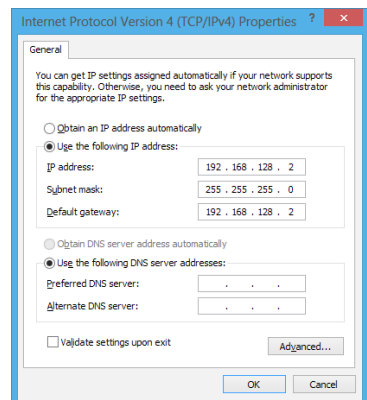 Internet Protocol Version 4 (TCP/IPv4) Properties ? ×
General
You can get IP settings assigned automatically if your network supports
this capability. Otherwise, you need to ask your network administrator
for the appropriate IP settings.
Obtain an IP address automatically
Use the following IP address:
IP address: 192 . 168 . 128 . 2
Subnet mask: 255 . 255 . 255 . 0
Default gateway: 192 . 168 . 128 . 2
Obtain DNS server address automatically
Use the following DNS server addresses:
Preferred DNS server: . . .
Alternate DNS server: . . .
Validate settings upon exit
Advanced...
OK Cancel